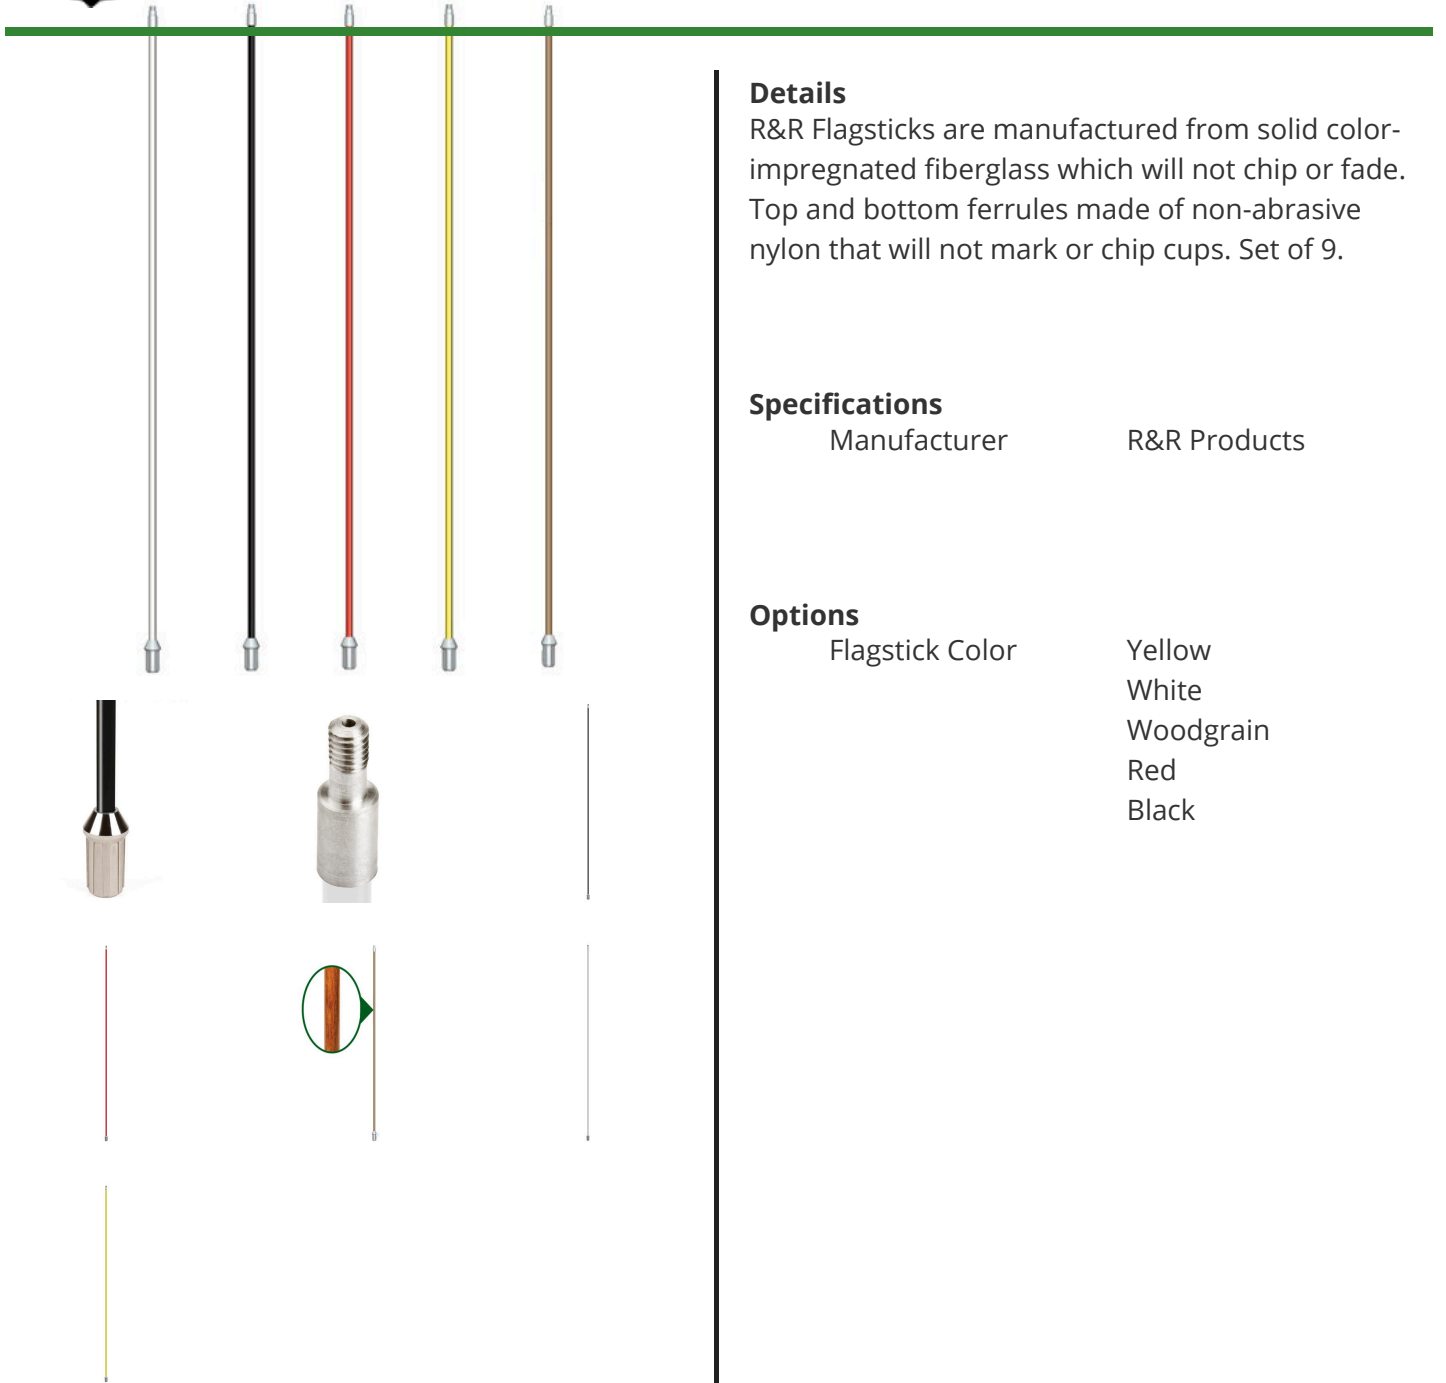 Details
R&R Flagsticks are manufactured from solid color-
impregnated fiberglass which will not chip or fade.
Top and bottom ferrules made of non-abrasive
nylon that will not mark or chip cups. Set of 9.
Specifications
Manufacturer R&R Products
Options
Flagstick Color Yellow
White
Woodgrain
Red
Black